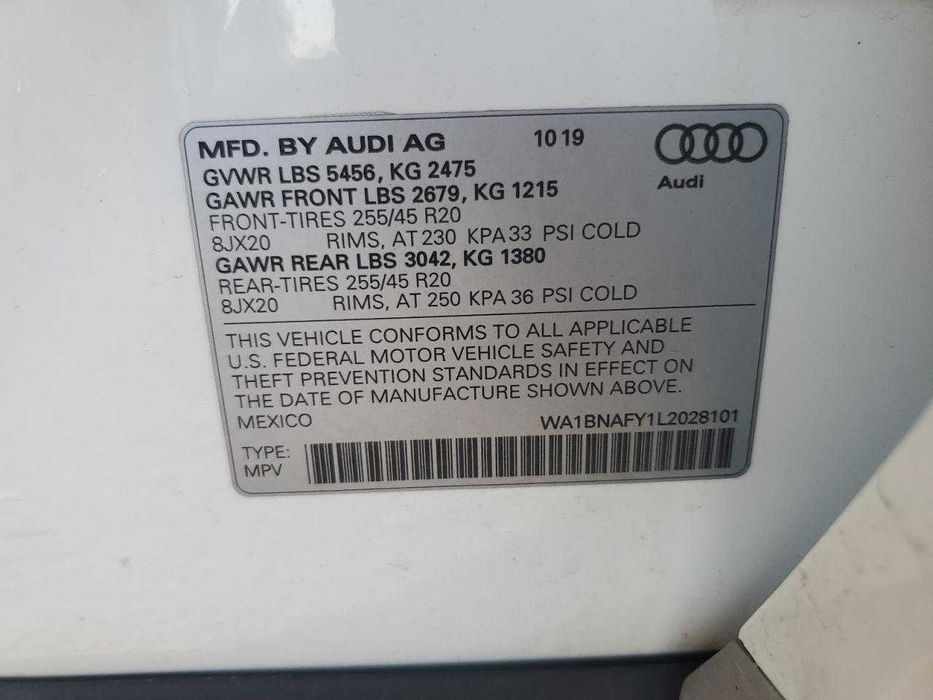 MFD. BY AUDI AG 10 19
GVWR LBS 5456, KG 2475
GAWR FRONT LBS 2679, KG 1215
Audi
FRONT-TIRES 255/45 R20
8JX20 RIMS, AT 230 KPA 33 PSI COLD
GAWR REAR LBS 3042, KG 1380
REAR-TIRES 255/45 R20
8JX20 RIMS, AT 250 KPA 36 PSI COLD
THIS VEHICLE CONFORMS TO ALL APPLICABLE
U.S. FEDERAL MOTOR VEHICLE SAFETY AND
THEFT PREVENTION STANDARDS IN EFFECT ON
THE DATE OF MANUFACTURE SHOWN ABOVE.
MEXICO WA1BNAFY1L2028101
TYPE:
MPV